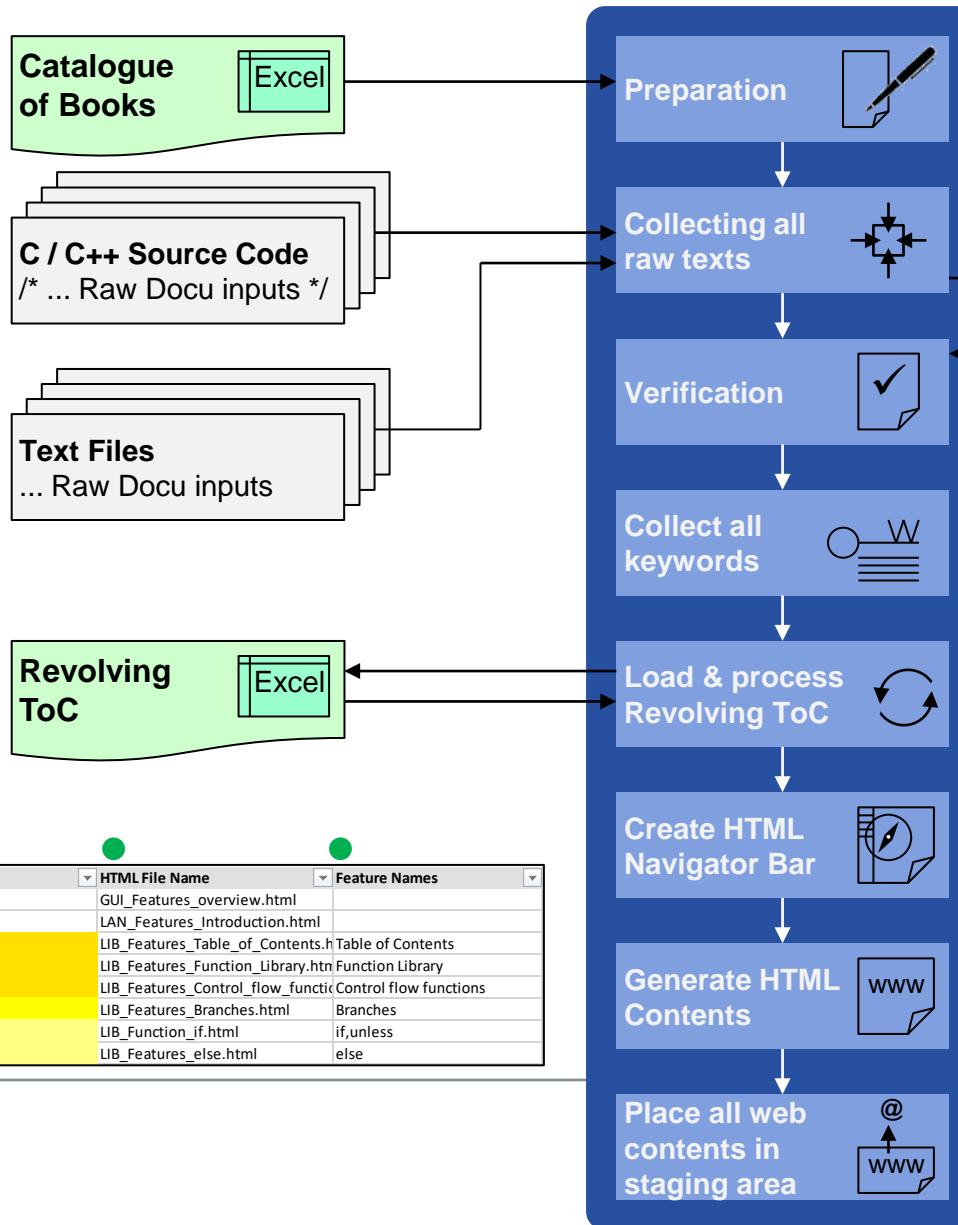 Catalogue
of Books
Excel
Preparation
C / C++ Source Code
/* ... Raw Docu inputs */
Collecting all
raw texts
Text Files
... Raw Docu inputs
Verification
Collect all
keywords
W
Revolving
ToC
Excel
Load & process
Revolving ToC
Create HTML
Navigator Bar
HTML File Name Feature Names
GUI_Features_overview.html
LAN_Features_Introduction.html
LIB_Features_Table_of_Contents.h Table of Contents
LIB_Features_Function_Library.htm Function Library
LIB_Features_Control_flow_functio Control flow functions
LIB_Features_Branches.html Branches
LIB_Function_if.html if,unless
LIB_Features_else.html else
Generate HTML
Contents
www
Place all web
contents in
staging area
@
www